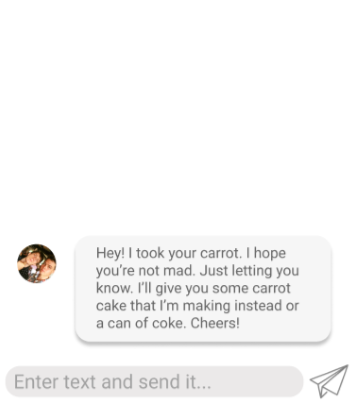 Hey! I took your carrot. I hope
you're not mad. Just letting you
know. I'll give you some carrot
cake that I'm making instead or
a can of coke. Cheers!
Enter text and send it...